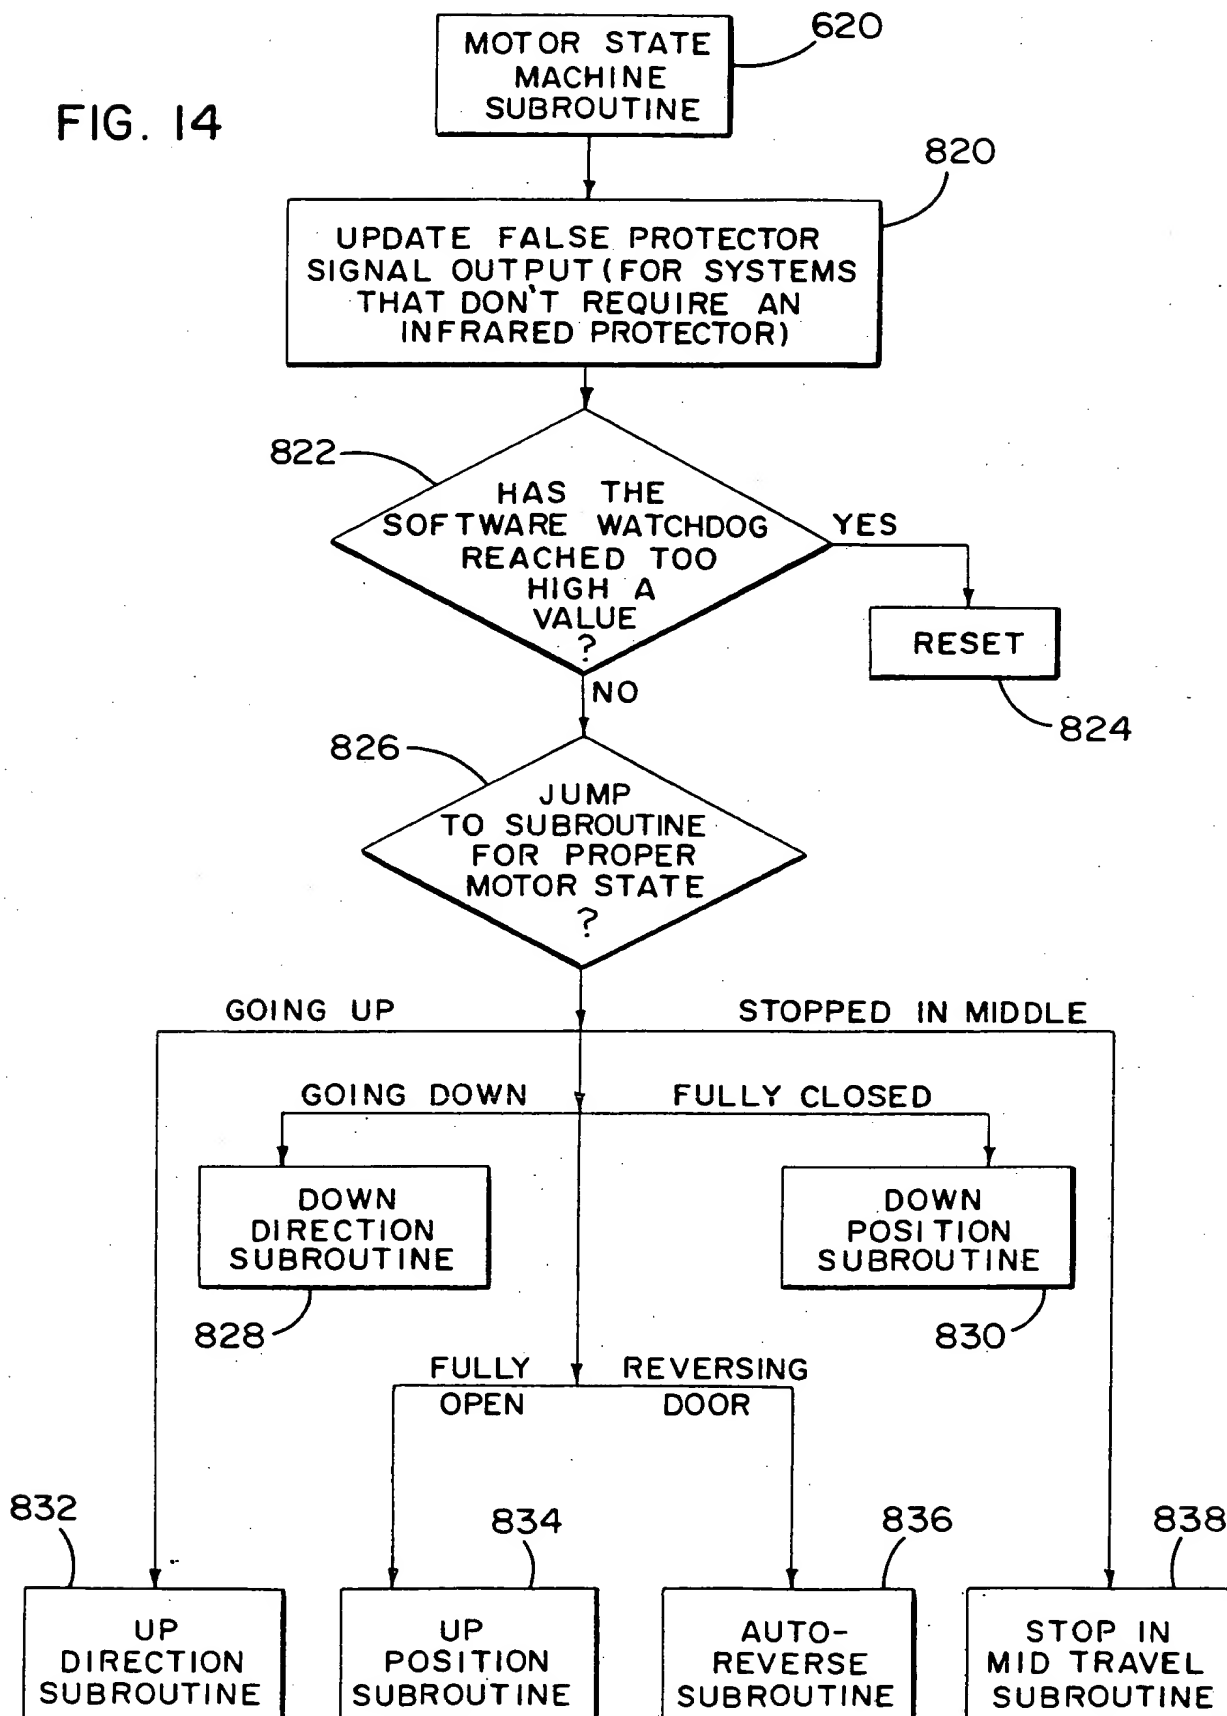 620
MOTOR STATE
MACHINE
SUBROUTINE
FIG. 14
820
UPDATE FALSE PROTECTOR
SIGNAL OUTPUT (FOR SYSTEMS
THAT DON'T REQUIRE AN
INFRARED PROTECTOR)
822
HAS THE
SOFTWARE WATCHDOG
REACHED TOO
HIGH A
VALUE
?
YES
RESET
824
NO
826
JUMP
TO SUBROUTINE
FOR PROPER
MOTOR STATE
?
GOING UP
STOPPED IN MIDDLE
GOING DOWN
FULLY CLOSED
DOWN
DIRECTION
SUBROUTINE
828
DOWN
POSITION
SUBROUTINE
830
FULLY
OPEN
REVERSING
DOOR
832
834
836
838
UP
DIRECTION
SUBROUTINE
UP
POSITION
SUBROUTINE
AUTO-
REVERSE
SUBROUTINE
STOP IN
MID TRAVEL
SUBROUTINE